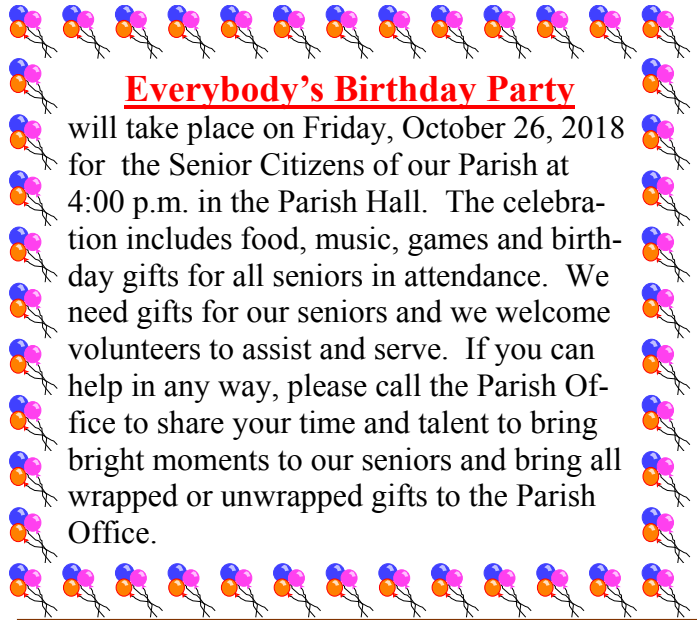 Everybody’s Birthday Party
will take place on Friday, October 26, 2018
for  the Senior Citizens of our Parish at
4:00 p.m. in the Parish Hall.  The celebra-
tion includes food, music, games and birth-
day gifts for all seniors in attendance.  We
need gifts for our seniors and we welcome
volunteers to assist and serve.  If you can
help in any way, please call the Parish Of-
fice to share your time and talent to bring
bright moments to our seniors and bring all
wrapped or unwrapped gifts to the Parish
Office.